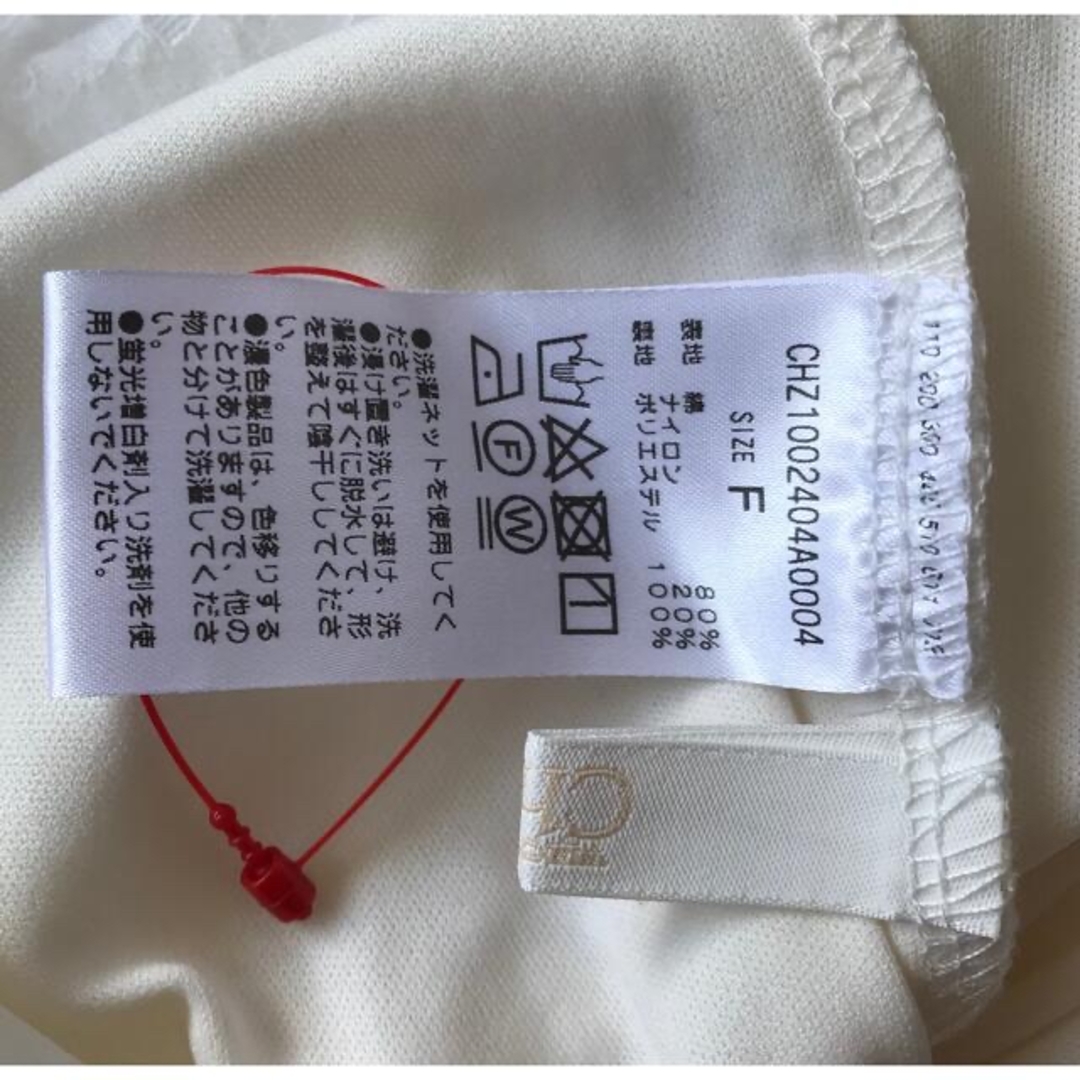 CHZ1002404A0004
SIZE F
表地 綿 80%
ナイロン 20%
裏地 ポリエステル 100%
F W
●洗濯ネットを使用してく
ださい。
●浸け置き洗いは避け、洗
濯後はすぐに脱水して、形
を整えて陰干ししてくださ
い。
●濃色製品は、色移りする
ことがありますので、他の
物と分けて洗濯してくださ
い。
●蛍光増白剤入り洗剤を使
用しないでください。